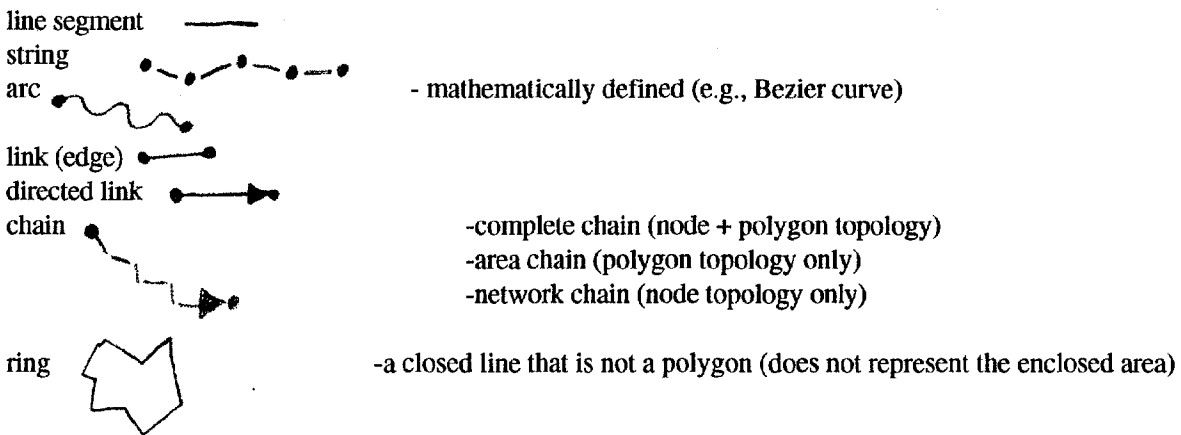 line segment
string
arc - mathematically defined (e.g., Bezier curve)
link (edge)
directed link
chain -complete chain (node + polygon topology)
-area chain (polygon topology only)
-network chain (node topology only)
ring -a closed line that is not a polygon (does not represent the enclosed area)